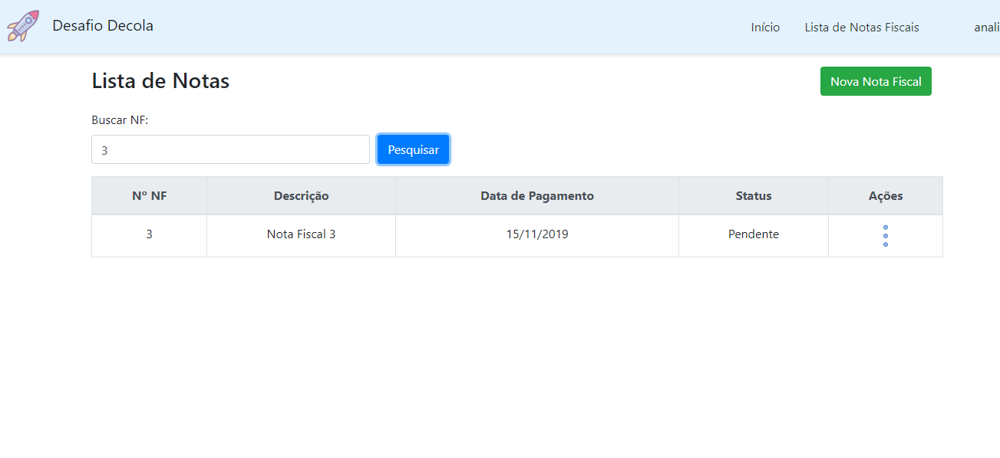 Desafio Decola
Início Lista de Notas Fiscais anali
Lista de Notas
Nova Nota Fiscal
Buscar NF:
3 Pesquisar
Nº NF Descrição Data de Pagamento Status Ações
3 Nota Fiscal 3 15/11/2019 Pendente